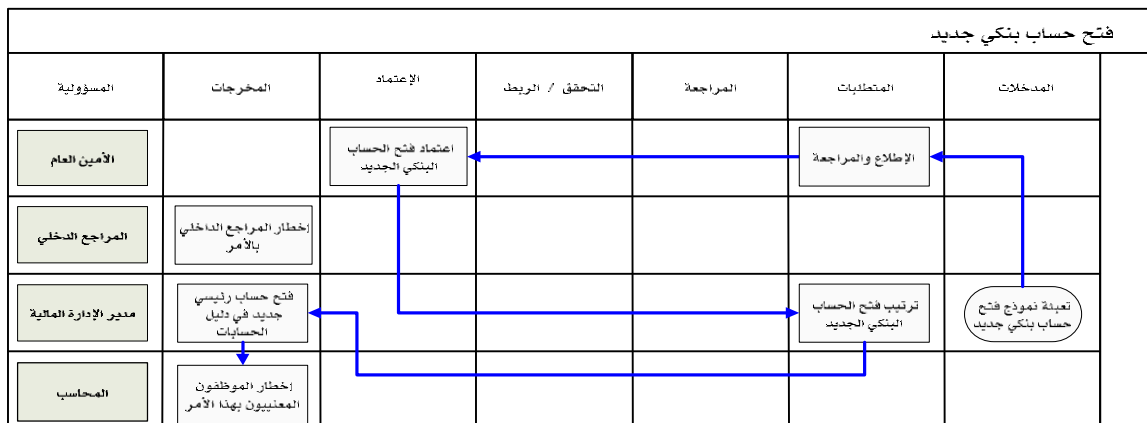 فتح حساب بنكي جديد
المدخلات
المتطلبات
المراجعة
التحقق / الربط
الإعتماد
المخرجات
المسؤولية
الإطلاع والمراجعة
اعتماد فتح الحساب
البنكي الجديد
الأمين العام
إخطار المراجع الداخلي
بالأمر
المراجع الدخلي
تعبئة نموذج فتح
حساب بنكي جديد
ترتيب فتح الحساب
البنكي الجديد
فتح حساب رئيسي
جديد في دليل
الحسابات
مدير الإدارة المالية
إخطار الموظفون
المعنييون بهذا الأمر
المحاسب